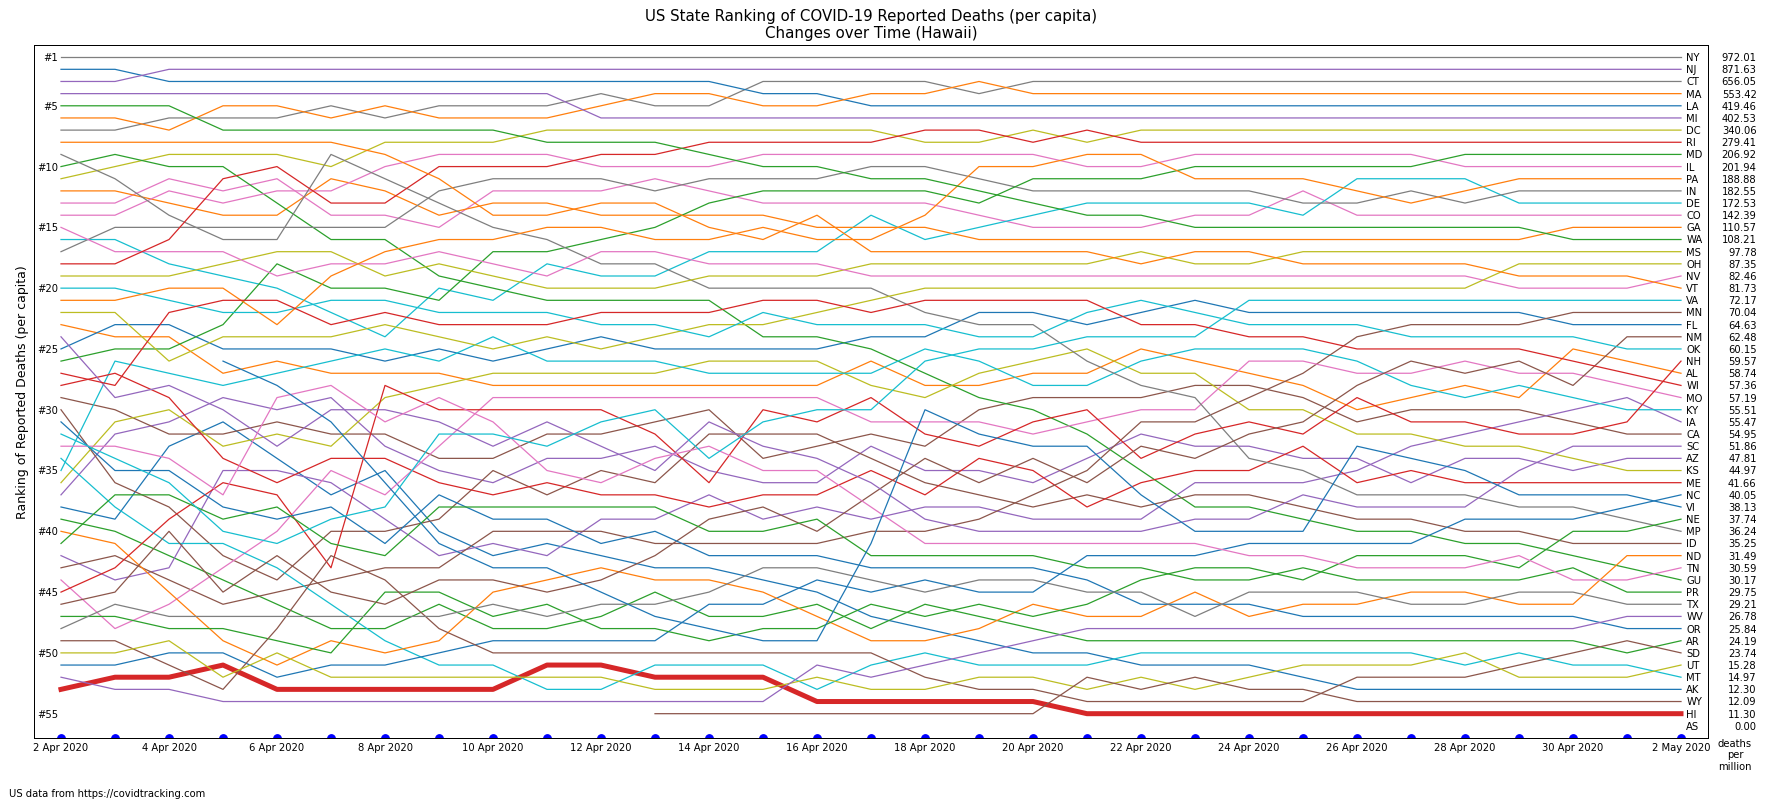 US State Ranking of COVID-19 Reported Deaths (per capita)
Changes over Time (Hawaii)
Ranking of Reported Deaths (per capita)
#1
#5
#10
#15
#20
#25
#30
#35
#40
#45
#50
#55
NY 972.01
NJ 871.63
CT 656.05
MA 553.42
LA 419.46
MI 402.53
DC 340.06
RI 279.41
MD 206.92
IL 201.94
PA 188.88
IN 182.55
DE 172.53
CO 142.39
GA 110.57
WA 108.21
MS 97.78
OH 87.35
NV 82.46
VT 81.73
VA 72.17
MN 70.04
FL 64.63
NM 62.48
OK 60.15
NH 59.57
AL 58.74
WI 57.36
MO 57.19
KY 55.51
IA 55.47
CA 54.95
SC 51.86
AZ 47.81
KS 44.97
ME 41.66
NC 40.05
VI 38.13
NE 37.74
MP 36.24
ID 35.25
ND 31.49
TN 30.59
GU 30.17
PR 29.75
TX 29.21
WV 26.78
OR 25.84
AR 24.19
SD 23.74
UT 15.28
MT 14.97
AK 12.30
WY 12.09
HI 11.30
AS 0.00
2 Apr 2020 4 Apr 2020 6 Apr 2020 8 Apr 2020 10 Apr 2020 12 Apr 2020 14 Apr 2020 16 Apr 2020 18 Apr 2020 20 Apr 2020 22 Apr 2020 24 Apr 2020 26 Apr 2020 28 Apr 2020 30 Apr 2020 2 May 2020
deaths
per
million
US data from https://covidtracking.com